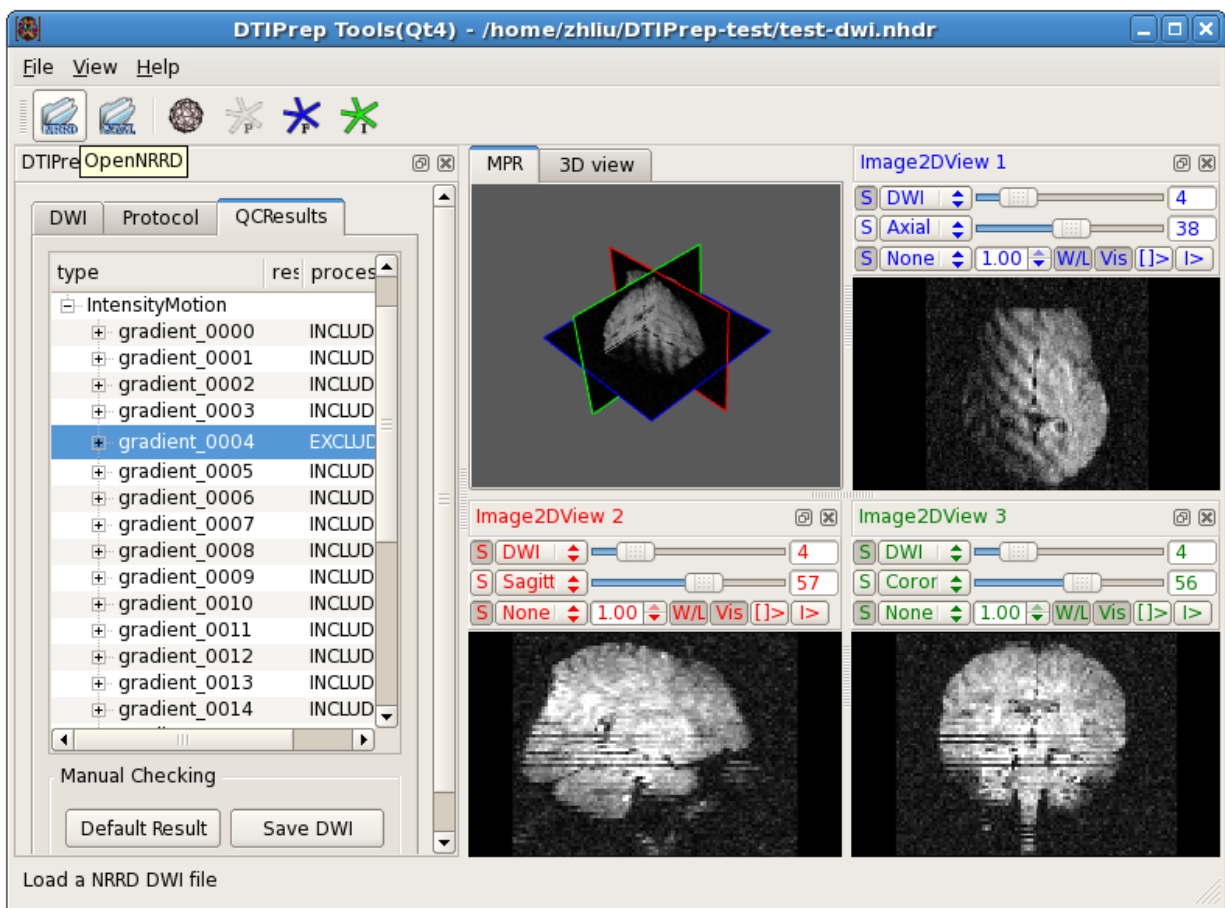 DTIPrep Tools(Qt4) - /home/zhliu/DTIPrep-test/test-dwi.nhdr
File View Help
NRRD
P F I
DTIPre
OpenNRRD
DWI Protocol QCResults
type res proces
IntensityMotion
gradient_0000 INCLUD
gradient_0001 INCLUD
gradient_0002 INCLUD
gradient_0003 INCLUD
gradient_0004 EXCLUD
gradient_0005 INCLUD
gradient_0006 INCLUD
gradient_0007 INCLUD
gradient_0008 INCLUD
gradient_0009 INCLUD
gradient_0010 INCLUD
gradient_0011 INCLUD
gradient_0012 INCLUD
gradient_0013 INCLUD
gradient_0014 INCLUD
Manual Checking
Default Result Save DWI
MPR 3D view
Image2DView 1
S DWI 4
S Axial 38
S None 1.00 W/L Vis []> I>
Image2DView 2
S DWI 4
S Sagitt 57
S None 1.00 W/L Vis []> I>
Image2DView 3
S DWI 4
S Coror 56
S None 1.00 W/L Vis []> I>
Load a NRRD DWI file